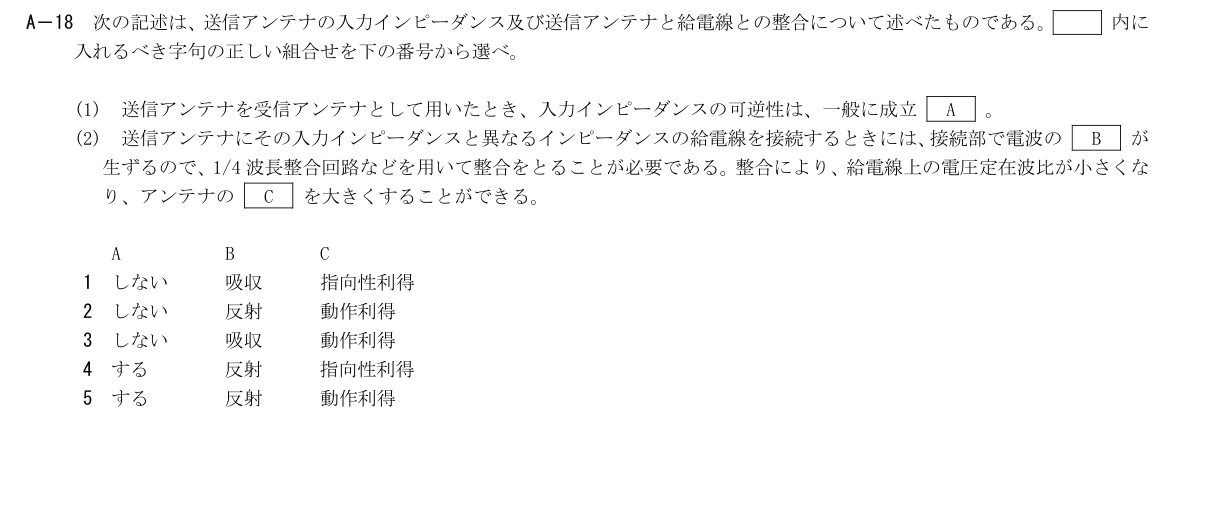 A－18　次の記述は、送信アンテナの入力インピーダンス及び送信アンテナと給電線との整合について述べたものである。　　　内に
入れるべき字句の正しい組合せを下の番号から選べ。
(1)　送信アンテナを受信アンテナとして用いたとき、入力インピーダンスの可逆性は、一般に成立 A 。
(2)　送信アンテナにその入力インピーダンスと異なるインピーダンスの給電線を接続するときには、接続部で電波の B が
生ずるので、1/4 波長整合回路などを用いて整合をとることが必要である。整合により、給電線上の電圧定在波比が小さくな
り、アンテナの C を大きくすることができる。
A　B　C
1　しない　吸収　指向性利得
2　しない　反射　動作利得
3　しない　吸収　動作利得
4　する　反射　指向性利得
5　する　反射　動作利得